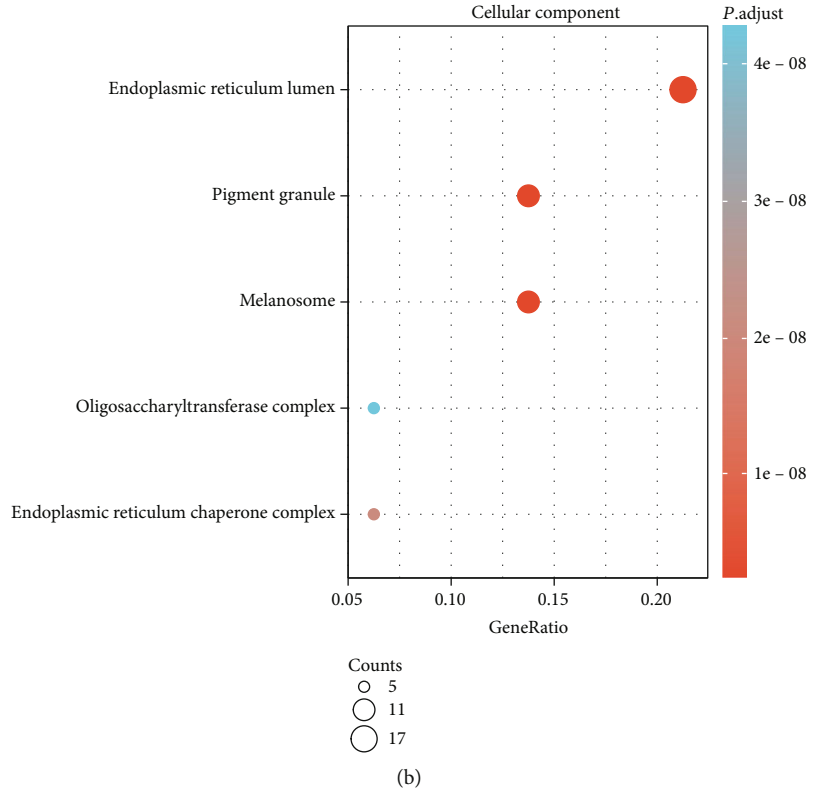 Cellular component
P.adjust
Endoplasmic reticulum lumen
Pigment granule
Melanosome
Oligosaccharyltransferase complex
Endoplasmic reticulum chaperone complex
4e – 08
3e – 08
2e – 08
1e – 08
0.05 0.10 0.15 0.20
GeneRatio
Counts
5
11
17
(b)